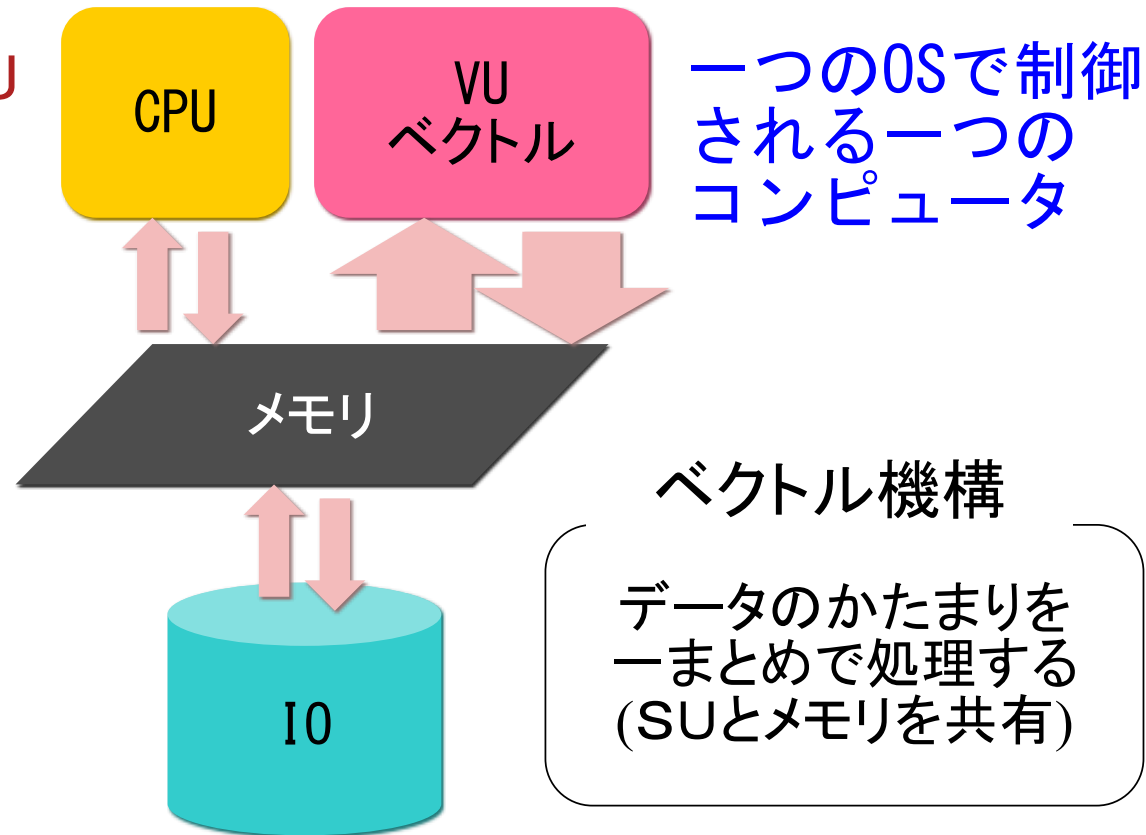 U
CPU
VU
ベクトル
一つのOSで制御
される一つの
コンピュータ
メモリ
ベクトル機構
データのかたまりを
一まとめで処理する
(SUとメモリを共有)
IO